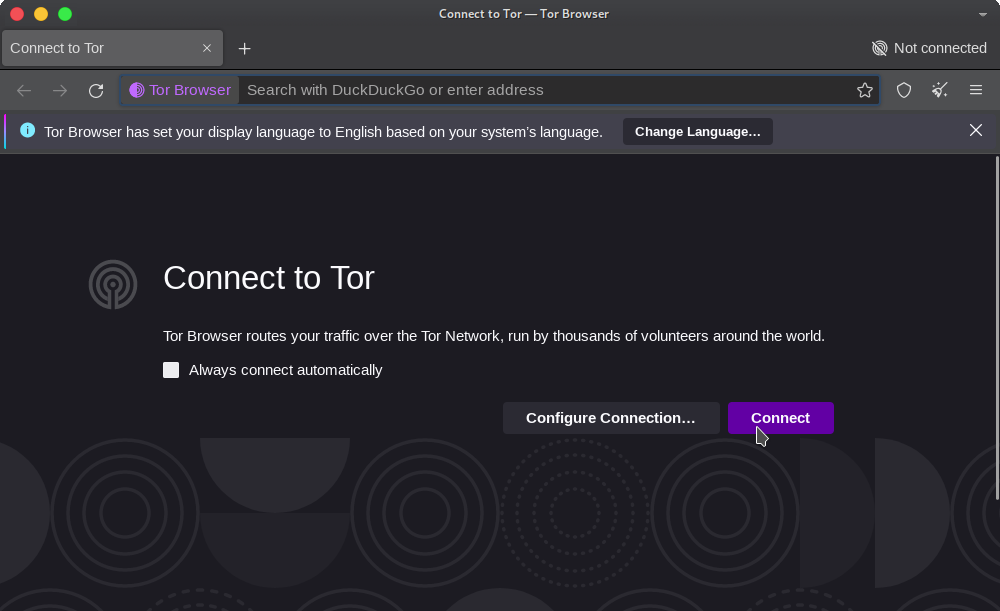 Connect to Tor — Tor Browser
Connect to Tor
Not connected
Tor Browser
Search with DuckDuckGo or enter address
Tor Browser has set your display language to English based on your system’s language.
Change Language…
Connect to Tor
Tor Browser routes your traffic over the Tor Network, run by thousands of volunteers around the world.
Always connect automatically
Configure Connection…
Connect